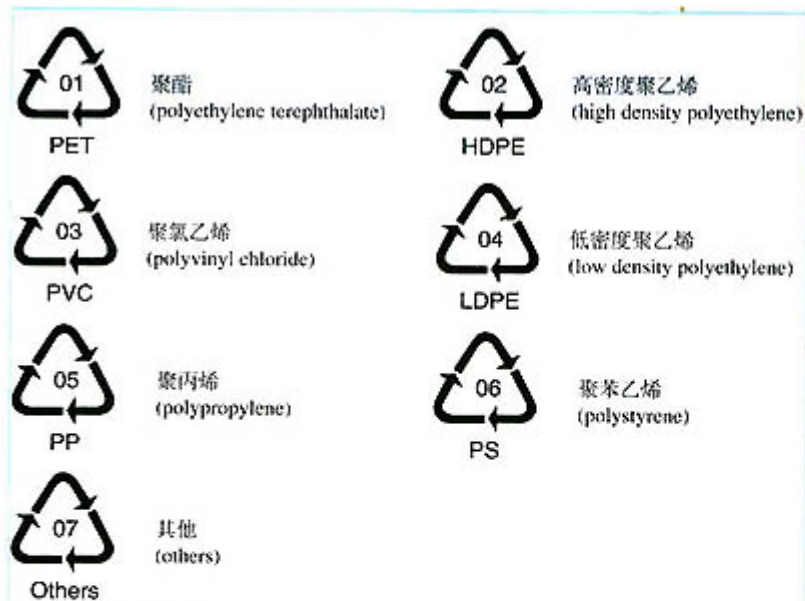 01
聚酯
(polyethylene terephthalate)
PET
02
高密度聚乙烯
(high density polyethylene)
HDPE
03
聚氯乙烯
(polyvinyl chloride)
PVC
04
低密度聚乙烯
(low density polyethylene)
LDPE
05
聚丙烯
(polypropylene)
PP
06
聚苯乙烯
(polystyrene)
PS
07
其他
(others)
Others